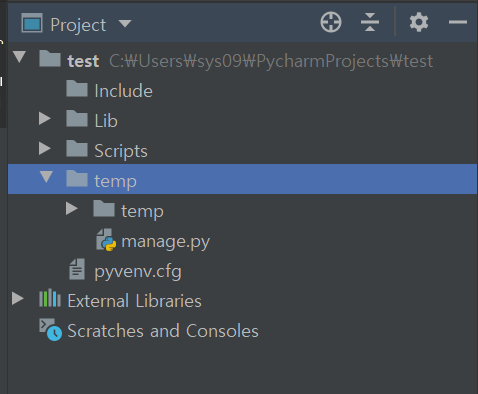 Project
test C:₩Users₩sys09₩PycharmProjects₩test
Include
Lib
Scripts
temp
temp
manage.py
pyvenv.cfg
External Libraries
Scratches and Consoles